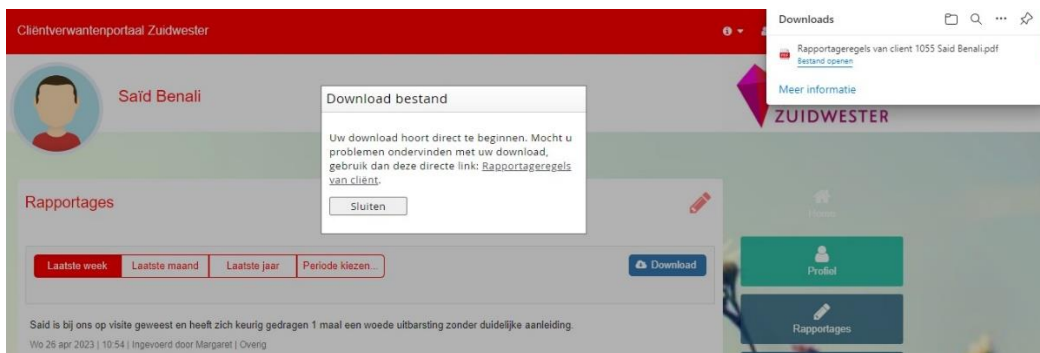 Cliëntverwantenportaal Zuidwester
Downloads
Rapportageregels van client 1055 Said Benali.pdf
Bestand openen
Meer informatie
ZUIDWESTER
Saïd Benali
Download bestand
Uw download hoort direct te beginnen. Mocht u
problemen ondervinden met uw download,
gebruik dan deze directe link: Rapportageregels
van cliënt.
Sluiten
Rapportages
Laatste week Laatste maand Laatste jaar Periode kiezen... Download
Said is bij ons op visite geweest en heeft zich keurig gedragen 1 maal een woede uitbarsting zonder duidelijke aanleiding.
Wo 26 apr 2023 | 10:54 | Ingevoerd door Margaret | Overig
Home
Profiel
Rapportages